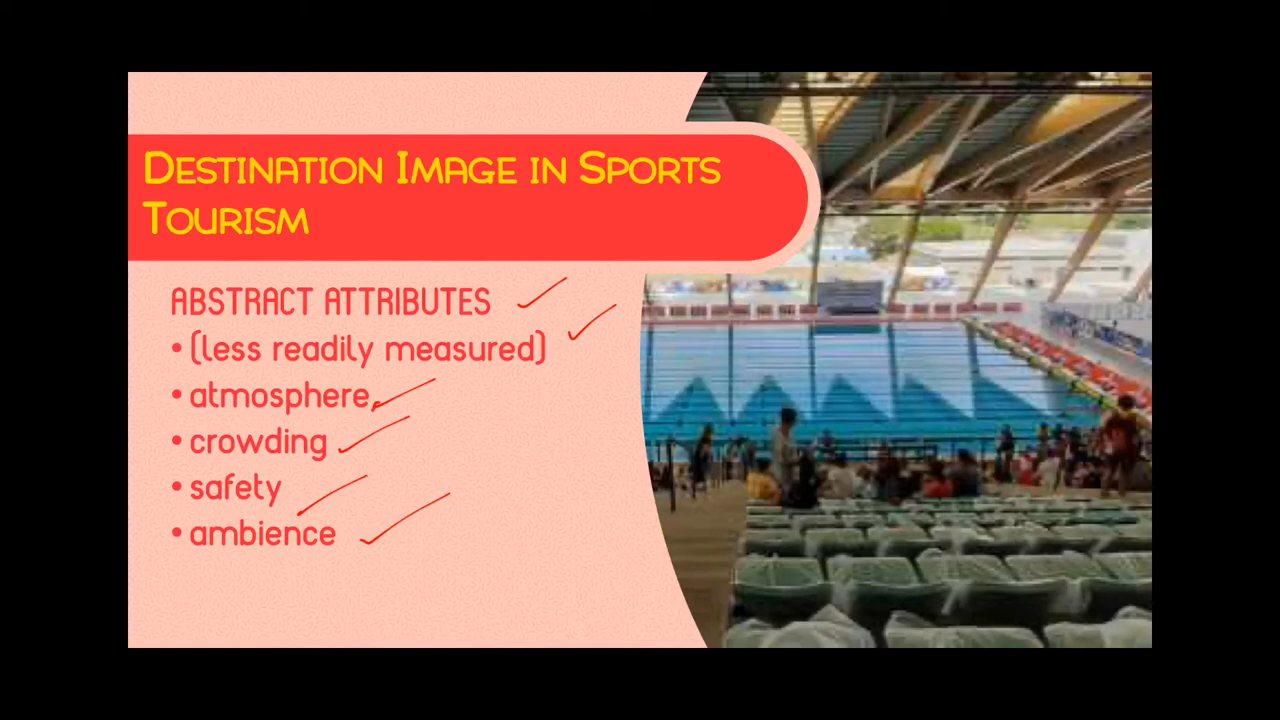 Destination Image in Sports
Tourism
ABSTRACT ATTRIBUTES
• (less readily measured)
• atmosphere
• crowding
• safety
• ambience